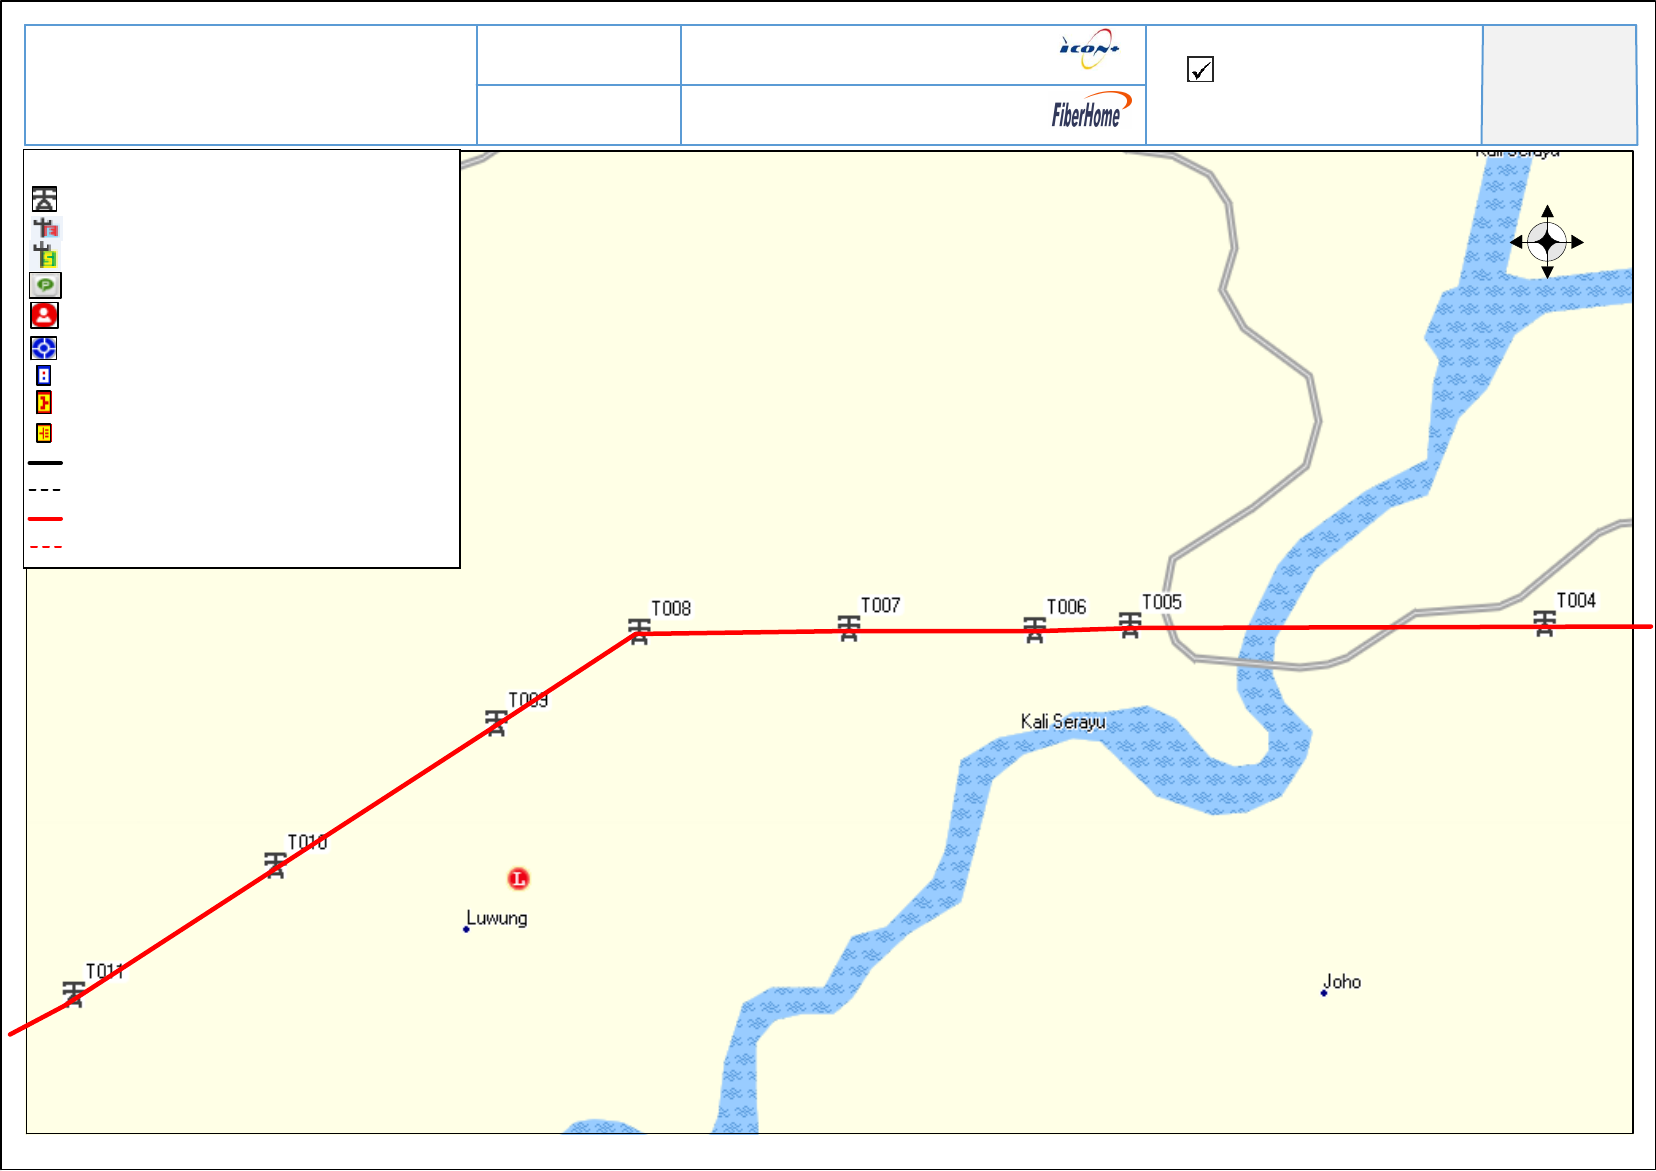 icon+
FiberHome
Kali Serayu
T004
T005
T006
T007
T008
T009
Kali Serayu
T010
L
Luwung
T011
Joho